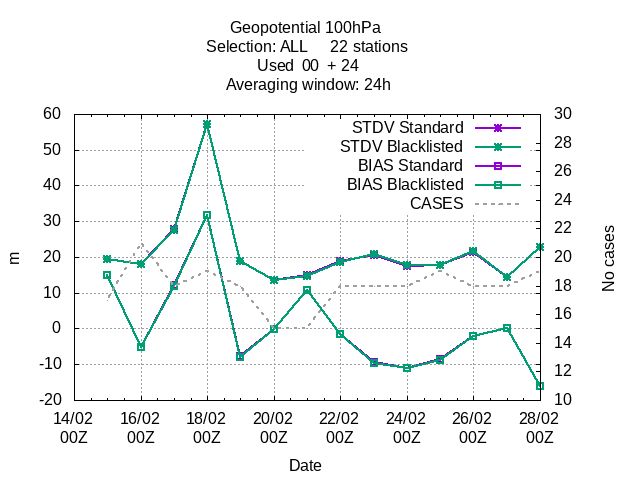 Geopotential 100hPa
Selection: ALL     22 stations
Used  00  + 24
Averaging window: 24h
60
50
40
30
20
10
0
-10
-20
m
30
28
26
24
22
20
18
16
14
12
10
No cases
STDV Standard
STDV Blacklisted
BIAS Standard
BIAS Blacklisted
CASES
14/02 16/02 18/02 20/02 22/02 24/02 26/02 28/02
00Z 00Z 00Z 00Z 00Z 00Z 00Z 00Z
Date